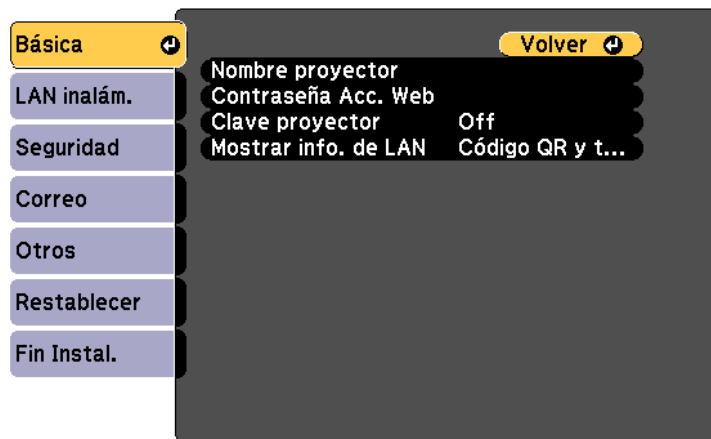 Básica
LAN inalám.
Seguridad
Correo
Otros
Restablecer
Fin Instal.
Volver
Nombre proyector
Contraseña Acc. Web
Clave proyector Off
Mostrar info. de LAN Código QR y t...